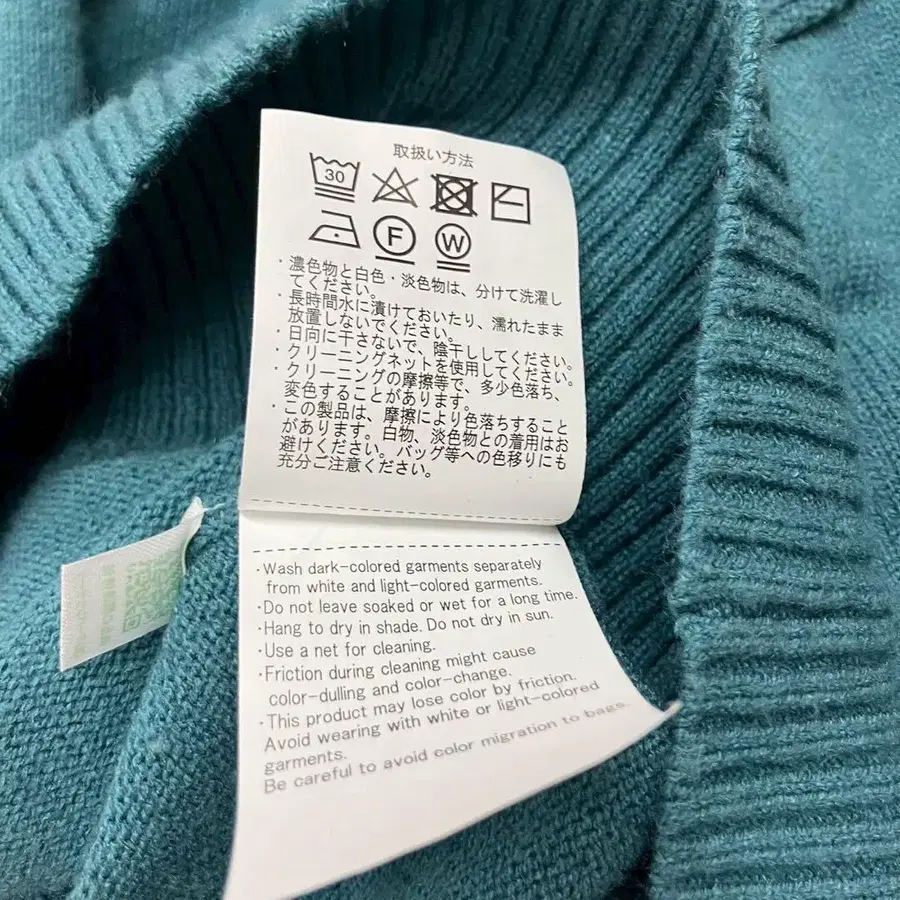 取扱い方法
30
F W
・濃色物と白色・淡色物は、分けて洗濯し
てください。
・長時間水に漬けておいたり、濡れたまま
放置しないでください。
・日向に干さないで、陰干ししてください。
・クリーニングネットを使用してください。
・クリーニングの摩擦等で、多少色落ち、
変色することがあります。
・この製品は、摩擦により色落ちすること
があります。白物、淡色物との着用はお
避けください。バッグ等への色移りにも
充分ご注意ください。
・Wash dark-colored garments separately
from white and light-colored garments.
・Do not leave soaked or wet for a long time.
・Hang to dry in shade. Do not dry in sun.
・Use a net for cleaning.
・Friction during cleaning might cause
color-dulling and color-change.
・This product may lose color by friction.
Avoid wearing with white or light-colored
garments.
Be careful to avoid color migration to bags.